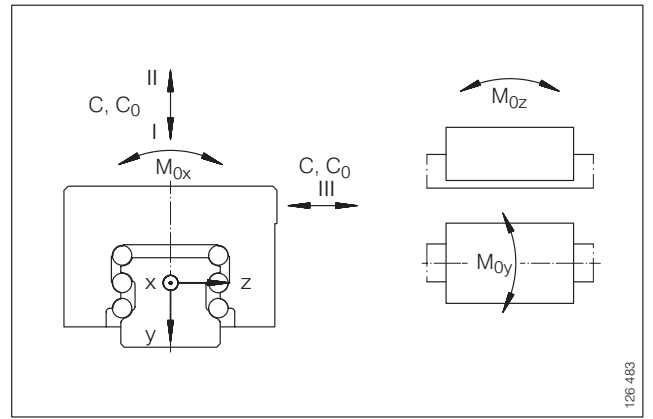 II
C, C0
I
M0x
C, C0
III
x
z
y
M0z
M0y
126 483